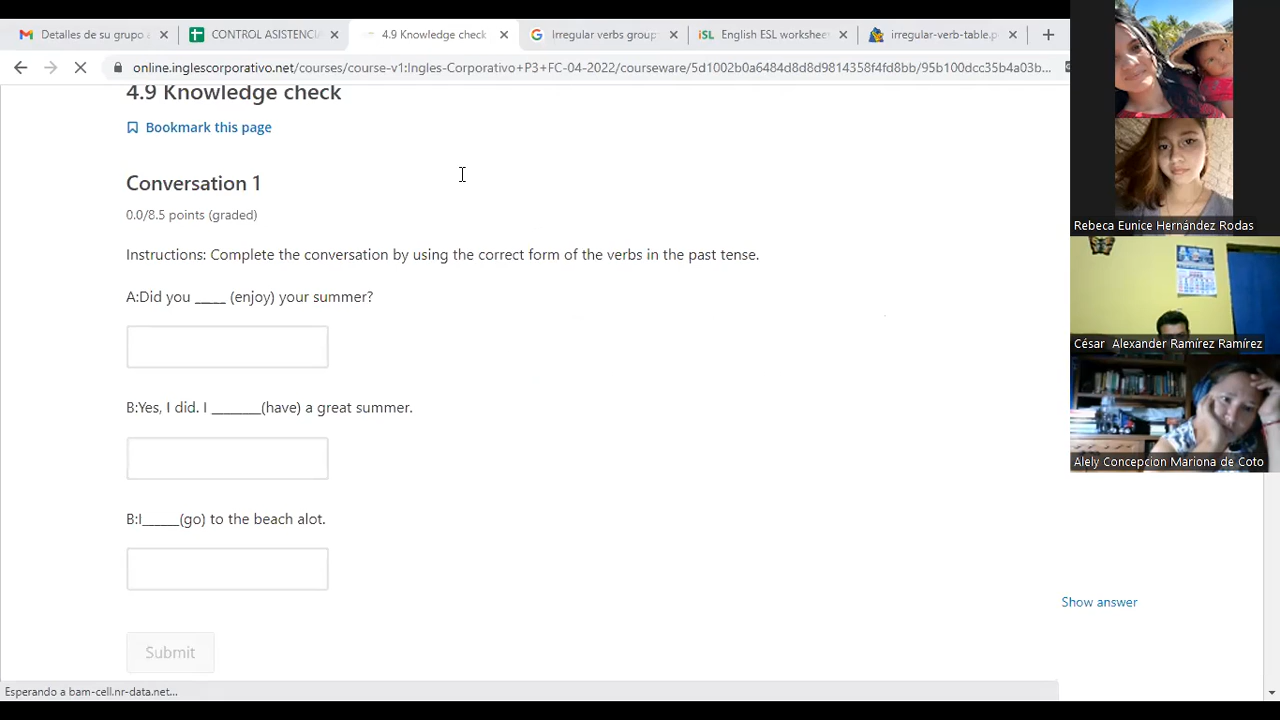 Detalles de su grupo
CONTROL ASISTENCI
4.9 Knowledge check
Irregular verbs group
English ESL worksheet
irregular-verb-table.p
online.inglescorporativo.net/courses/course-v1:Ingles-Corporativo+P3+FC-04-2022/courseware/5d1002b0a6484d8d8d9814358f4fd8bb/95b100dcc35b4a03b...
4.9 Knowledge check
Bookmark this page
Conversation 1
0.0/8.5 points (graded)
Instructions: Complete the conversation by using the correct form of the verbs in the past tense.
A:Did you _____ (enjoy) your summer?
B:Yes, I did. I ________(have) a great summer.
B:I______(go) to the beach alot.
Show answer
Submit
Esperando a bam-cell.nr-data.net...
Rebeca Eunice Hernández Rodas
César Alexander Ramírez Ramírez
Alely Concepcion Mariona de Coto